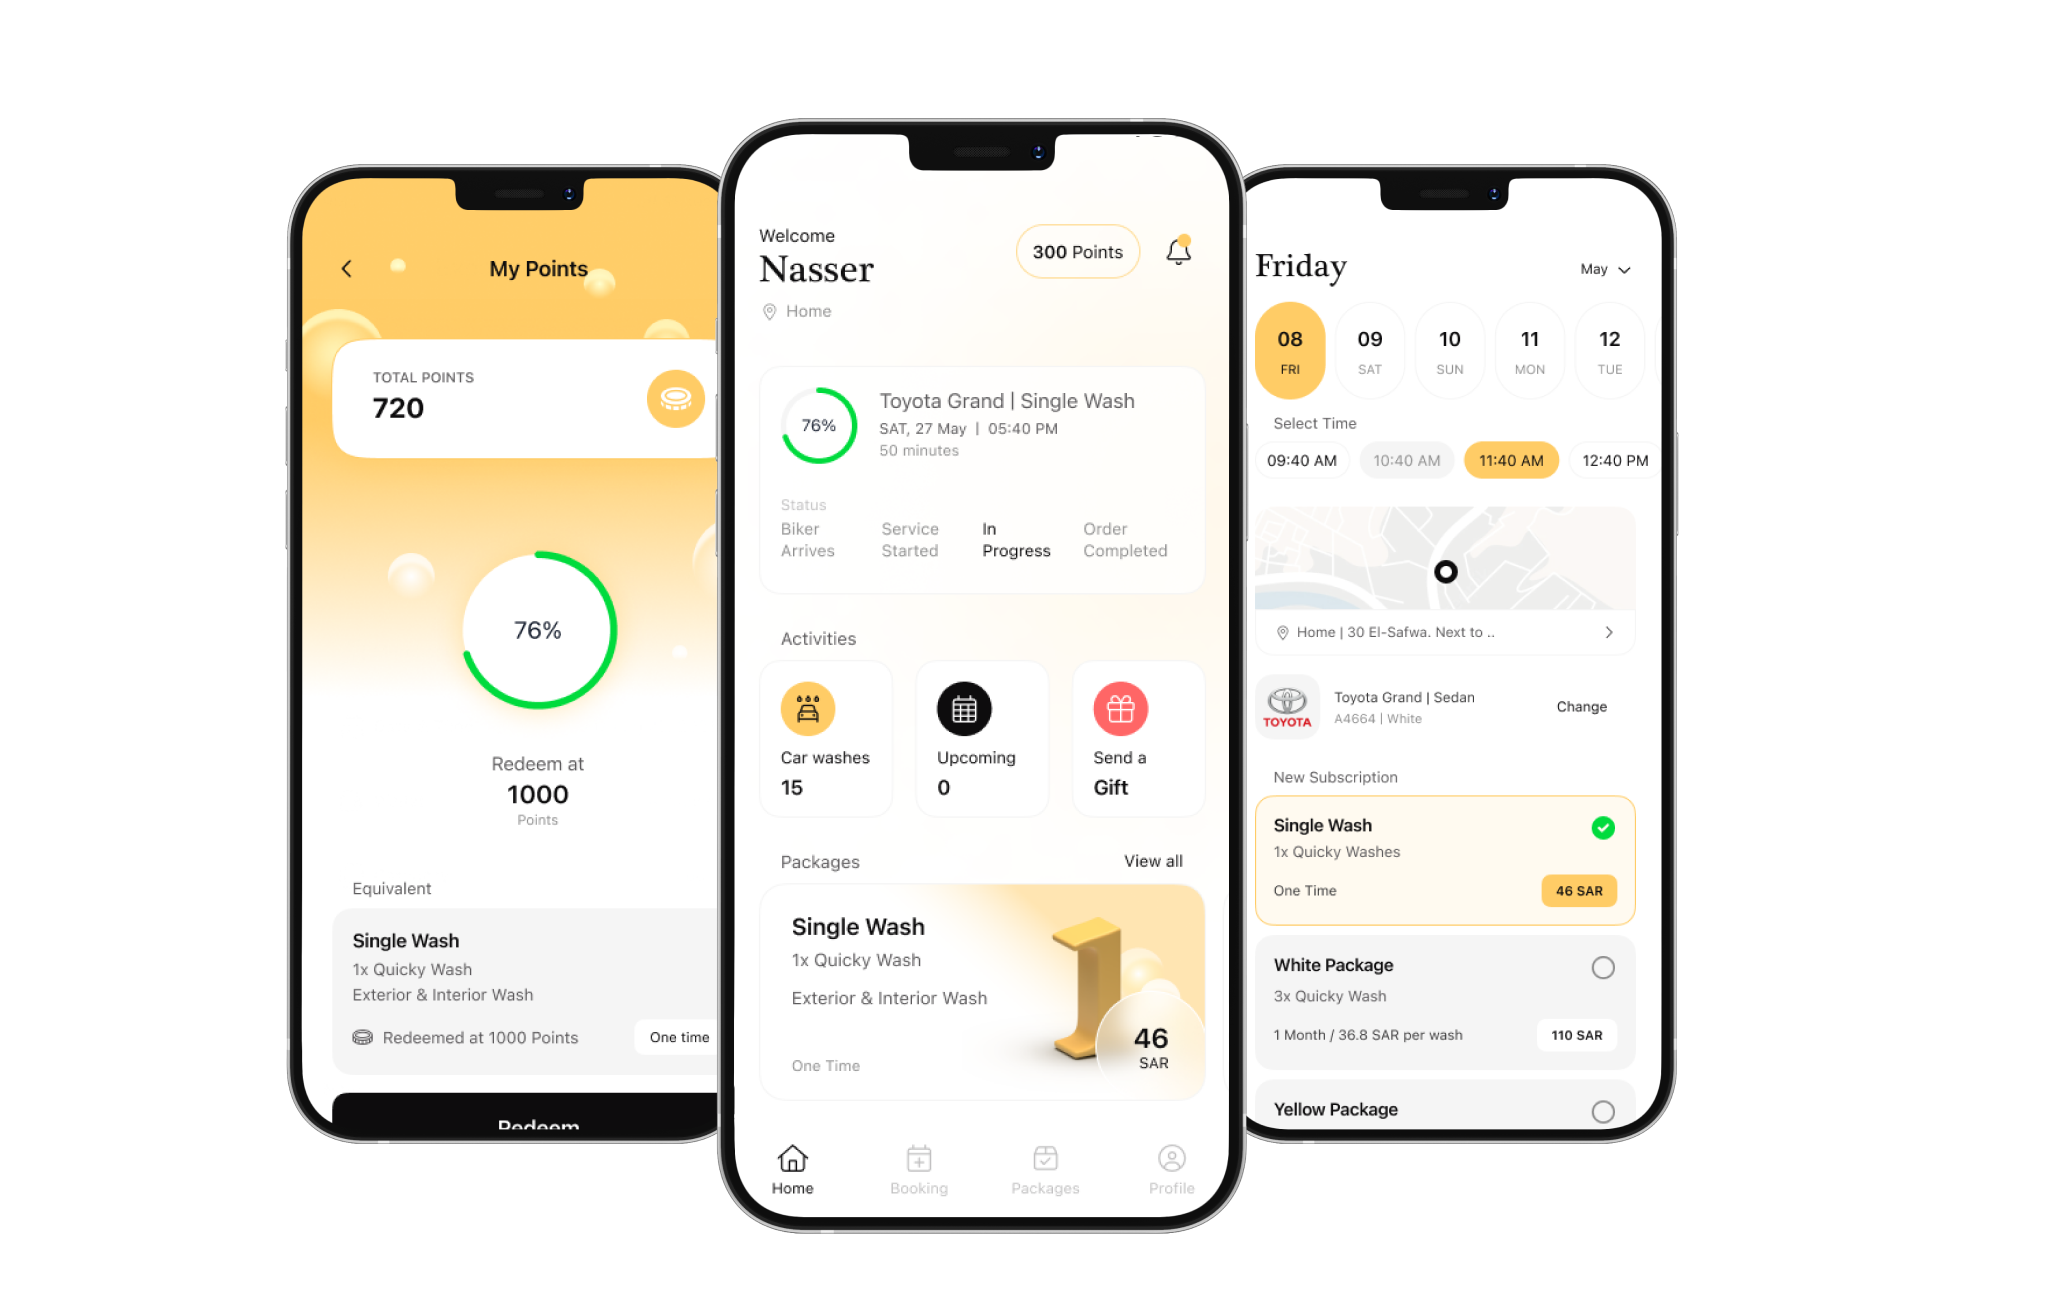 My Points
TOTAL POINTS
720
76%
Redeem at
1000
Points
Equivalent
Single Wash
1x Quicky Wash
Exterior & Interior Wash
Redeemed at 1000 Points
One time
Redeem
Welcome
Nasser
300 Points
Home
76%
Toyota Grand | Single Wash
SAT, 27 May | 05:40 PM
50 minutes
Status
Biker Arrives
Service Started
In Progress
Order Completed
Activities
Car washes
15
Upcoming
0
Send a
Gift
Packages
View all
Single Wash
1x Quicky Wash
Exterior & Interior Wash
One Time
46
SAR
Home
Booking
Packages
Profile
Friday
May
08
FRI
09
SAT
10
SUN
11
MON
12
TUE
Select Time
09:40 AM
10:40 AM
11:40 AM
12:40 PM
Home | 30 El-Safwa. Next to ..
TOYOTA
Toyota Grand | Sedan
A4664 | White
Change
New Subscription
Single Wash
1x Quicky Washes
One Time
46 SAR
White Package
3x Quicky Wash
1 Month / 36.8 SAR per wash
110 SAR
Yellow Package